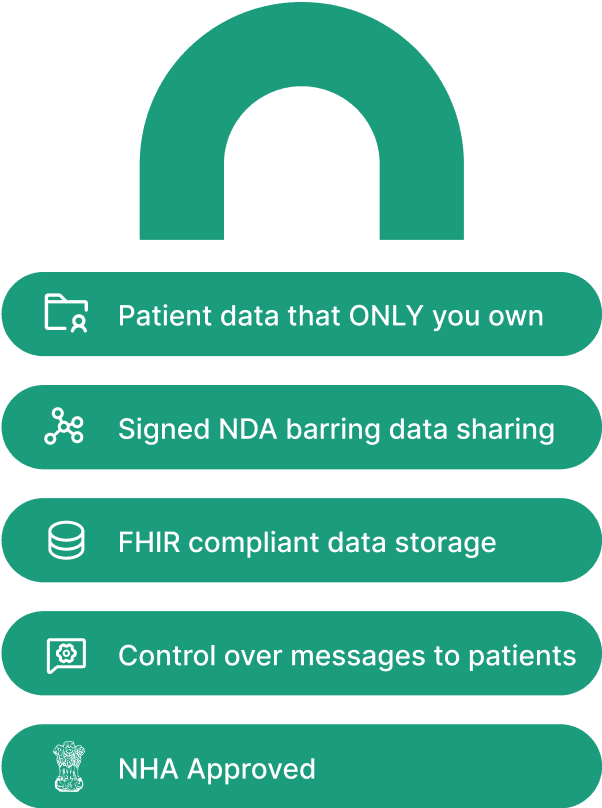 Patient data that ONLY you own
Signed NDA barring data sharing
FHIR compliant data storage
Control over messages to patients
NHA Approved